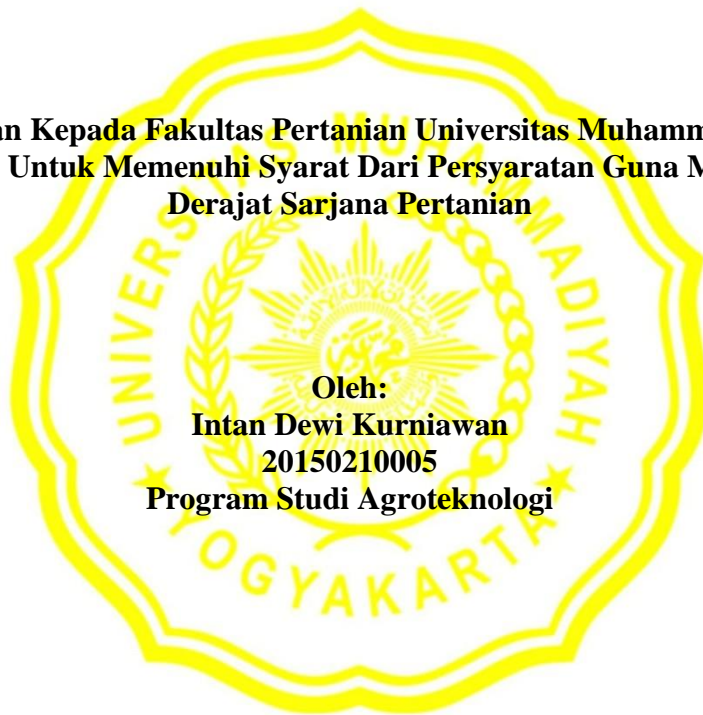 an Kepada Fakultas Pertanian Universitas Muhamm
Untuk Memenuhi Syarat Dari Persyaratan Guna M
Derajat Sarjana Pertanian
UNIVERSITAS MUHAMMADIYAH
Oleh:
Intan Dewi Kurniawan
20150210005
Program Studi Agroteknologi
YOGYAKARTA